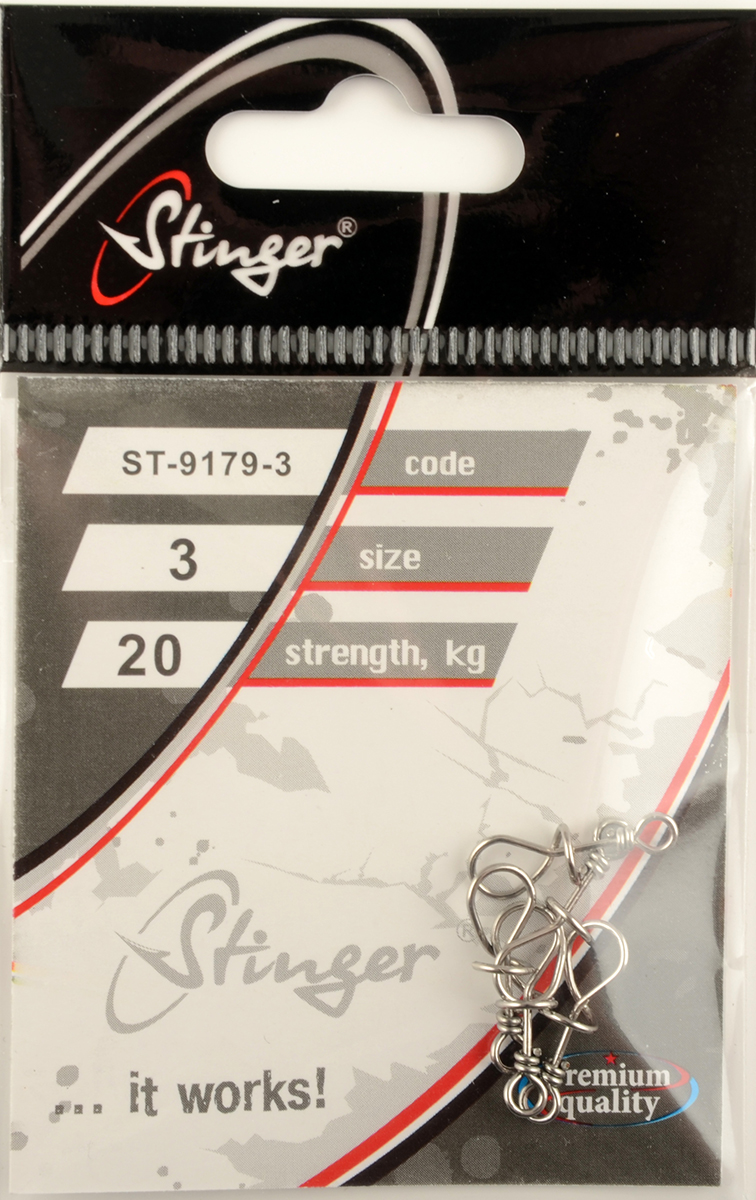 Stinger®
ST-9179-3 code
3 size
20 strength, kg
Stinger®
... it works!
Premium
quality